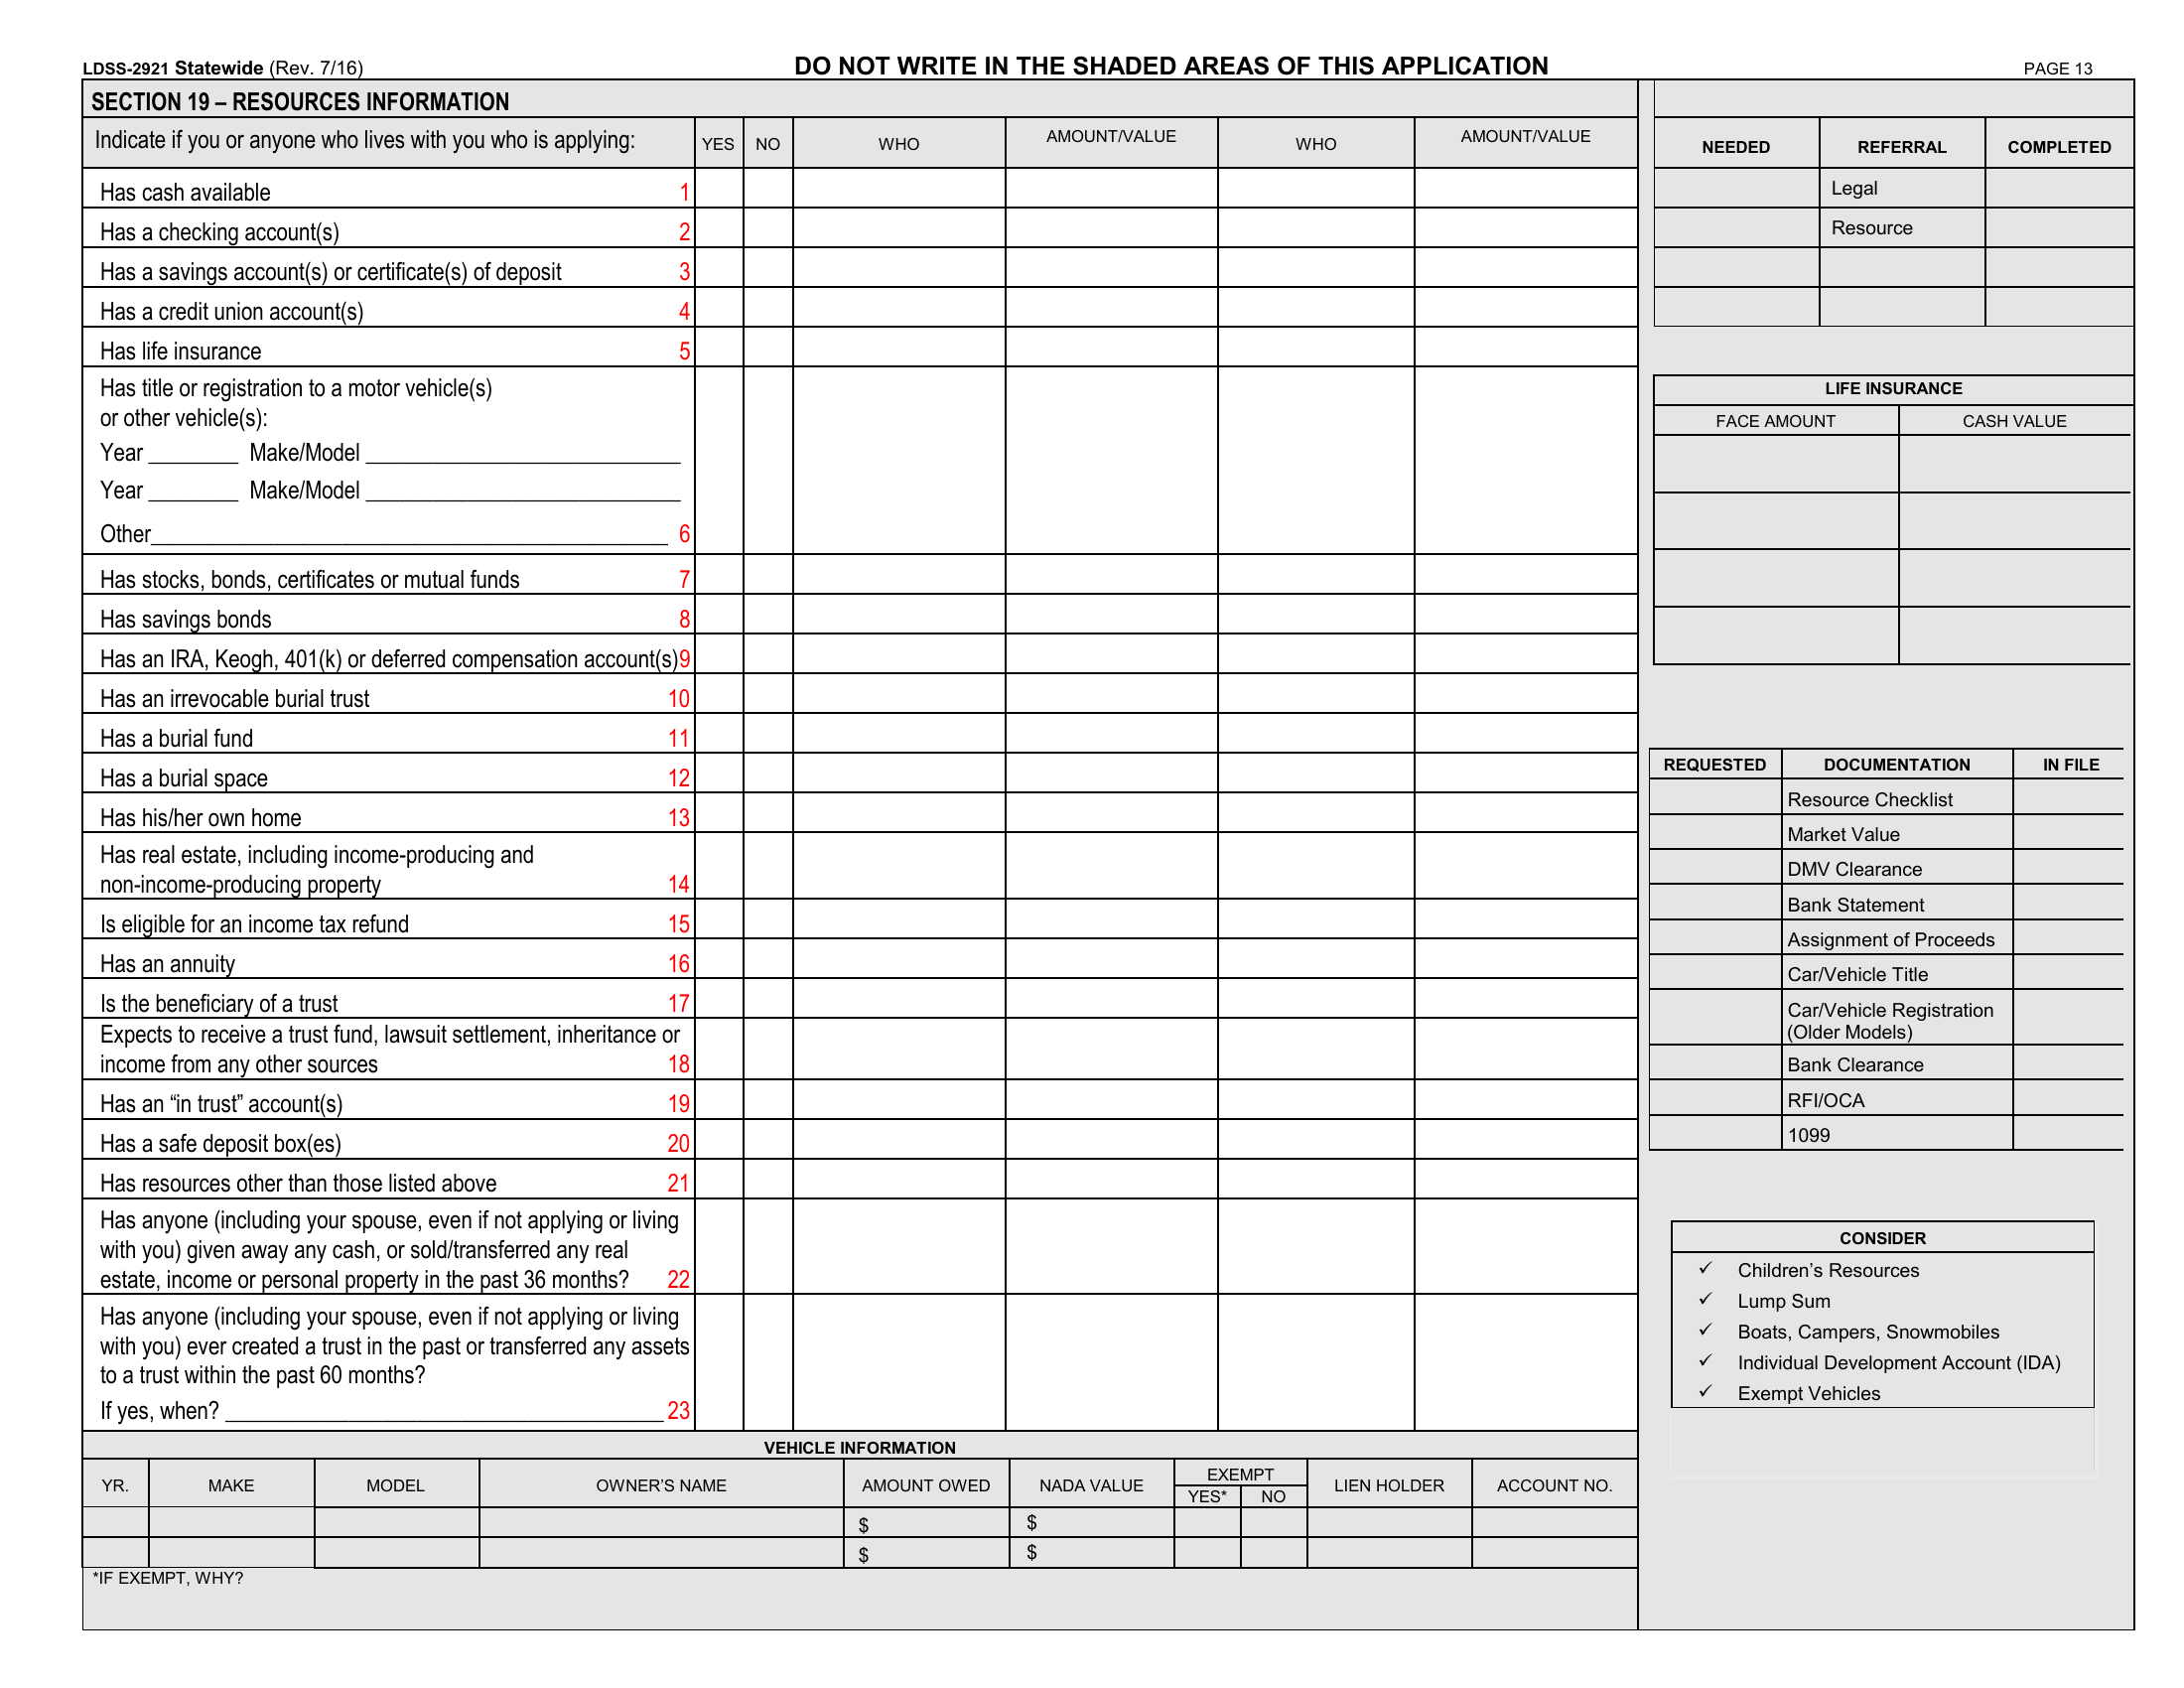 LDSS-2921 Statewide (Rev. 7/16) DO NOT WRITE IN THE SHADED AREAS OF THIS APPLICATION PAGE 13
SECTION 19 – RESOURCES INFORMATION
Indicate if you or anyone who lives with you who is applying: YES NO WHO AMOUNT/VALUE WHO AMOUNT/VALUE
Has cash available 1
Has a checking account(s) 2
Has a savings account(s) or certificate(s) of deposit 3
Has a credit union account(s) 4
Has life insurance 5
Has title or registration to a motor vehicle(s)
or other vehicle(s):
Year ________ Make/Model ____________________________
Year ________ Make/Model ____________________________
Other______________________________________________ 6
Has stocks, bonds, certificates or mutual funds 7
Has savings bonds 8
Has an IRA, Keogh, 401(k) or deferred compensation account(s) 9
Has an irrevocable burial trust 10
Has a burial fund 11
Has a burial space 12
Has his/her own home 13
Has real estate, including income-producing and
non-income-producing property 14
Is eligible for an income tax refund 15
Has an annuity 16
Is the beneficiary of a trust 17
Expects to receive a trust fund, lawsuit settlement, inheritance or
income from any other sources 18
Has an “in trust” account(s) 19
Has a safe deposit box(es) 20
Has resources other than those listed above 21
Has anyone (including your spouse, even if not applying or living
with you) given away any cash, or sold/transferred any real
estate, income or personal property in the past 36 months? 22
Has anyone (including your spouse, even if not applying or living
with you) ever created a trust in the past or transferred any assets
to a trust within the past 60 months?
If yes, when? _______________________________________ 23
VEHICLE INFORMATION
YR. MAKE MODEL OWNER’S NAME AMOUNT OWED NADA VALUE EXEMPT LIEN HOLDER ACCOUNT NO.
YES* NO
$ $
$ $
*IF EXEMPT, WHY?
NEEDED REFERRAL COMPLETED
Legal
Resource
LIFE INSURANCE
FACE AMOUNT CASH VALUE
REQUESTED DOCUMENTATION IN FILE
Resource Checklist
Market Value
DMV Clearance
Bank Statement
Assignment of Proceeds
Car/Vehicle Title
Car/Vehicle Registration
(Older Models)
Bank Clearance
RFI/OCA
1099
CONSIDER
✓ Children’s Resources
✓ Lump Sum
✓ Boats, Campers, Snowmobiles
✓ Individual Development Account (IDA)
✓ Exempt Vehicles